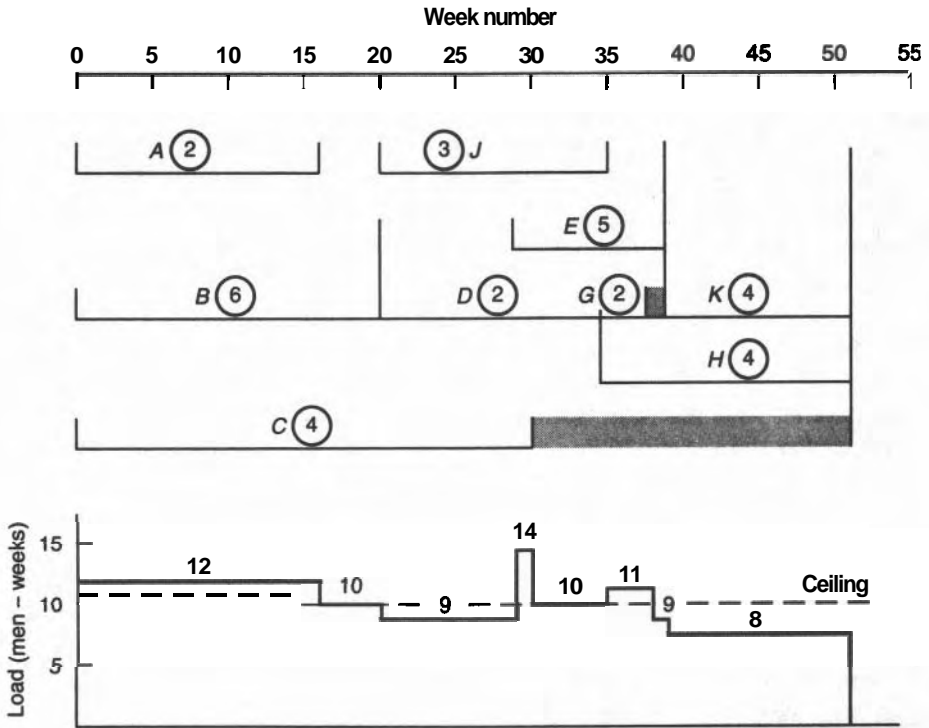 Week number
0 5 10 15 20 25 30 35 40 45 50 55
A 2 3 J
E 5
B 6 D 2 G 2 K 4
H 4
C 4
Load (men – weeks)
15
10
5
12 10 9 14 10 11 9 8
Ceiling